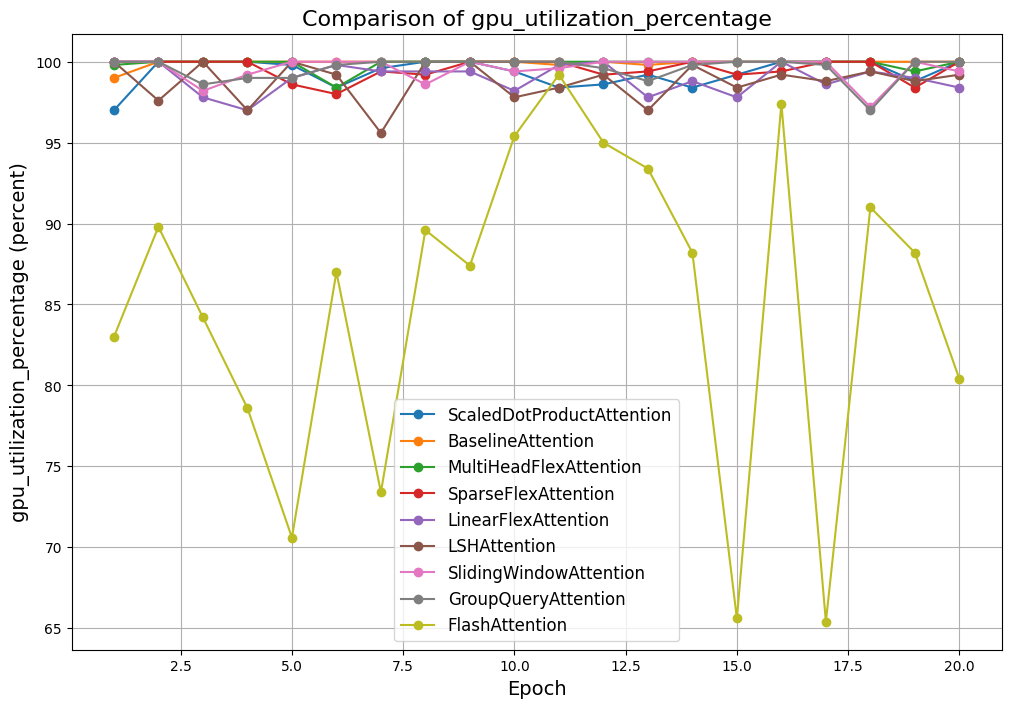 Comparison of gpu_utilization_percentage
gpu_utilization_percentage (percent)
100
95
90
85
80
75
70
65
ScaledDotProductAttention
BaselineAttention
MultiHeadFlexAttention
SparseFlexAttention
LinearFlexAttention
LSHAttention
SlidingWindowAttention
GroupQueryAttention
FlashAttention
2.5 5.0 7.5 10.0 12.5 15.0 17.5 20.0
Epoch